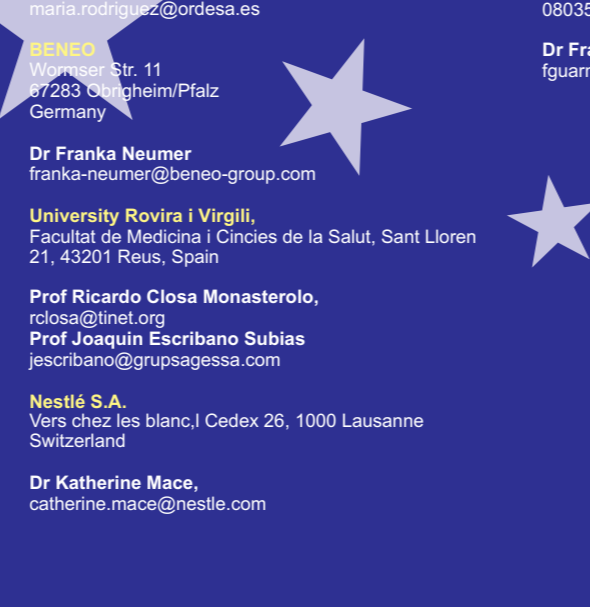 maria.rodriguez@ordesa.es
BENEO
Wormser Str. 11
67283 Obrigheim/Pfalz
Germany
Dr Franka Neumer
franka-neumer@beneo-group.com
University Rovira i Virgili,
Facultat de Medicina i Cincies de la Salut, Sant Lloren
21, 43201 Reus, Spain
Prof Ricardo Closa Monasterolo,
rclosa@tinet.org
Prof Joaquin Escribano Subias
jescribano@grupsagessa.com
Nestlé S.A.
Vers chez les blanc,l Cedex 26, 1000 Lausanne
Switzerland
Dr Katherine Mace,
catherine.mace@nestle.com
08035
Dr